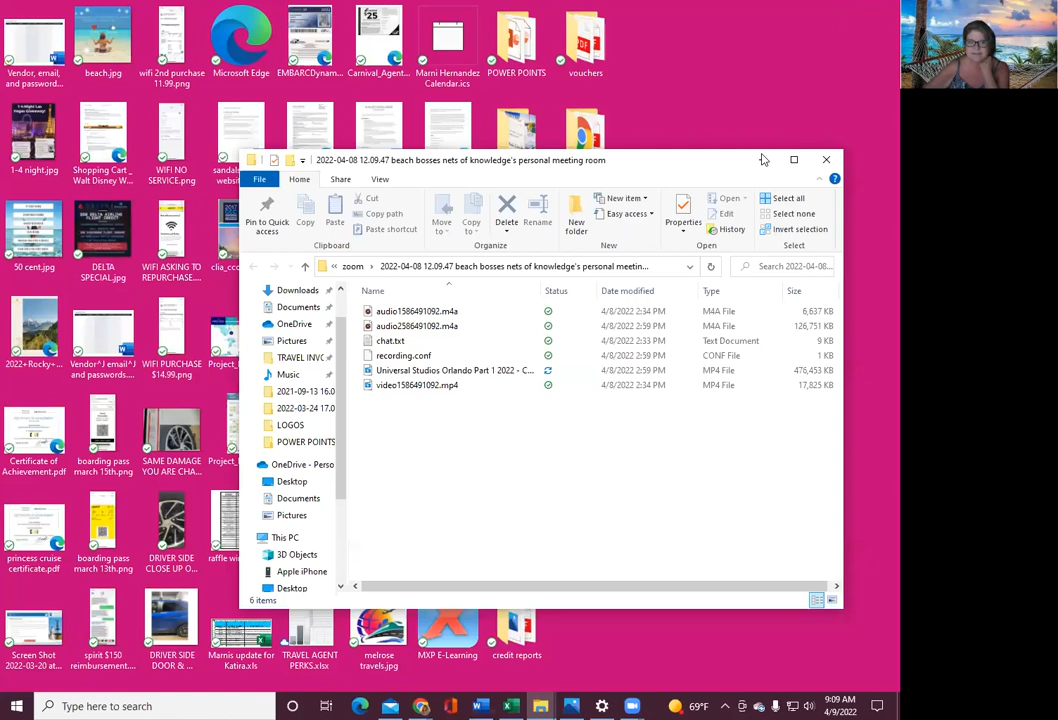 Vendor, email,
and password...
beach.jpg
wifi 2nd purchase
11.99.png
Microsoft Edge
EMBARCDynam...
$25
Carnival_Agent...
Marni Hernandez
Calendar.ics
POWER POINTS
vouchers
1-4 night.jpg
Shopping Cart _
Walt Disney W...
WIFI NO
SERVICE.png
sandals
website
50 cent.jpg
DELTA
SPECIAL.jpg
WIFI ASKING TO
REPURCHASE...
clia_ccc
2022+Rocky+...
Vendor^J email^J
and passwords...
WIFI PURCHASE
$14.99.png
Project_
Certificate of
Achievement.pdf
boarding pass
march 15th.png
SAME DAMAGE
YOU ARE CHA...
princess cruise
certificate.pdf
boarding pass
march 13th.png
DRIVER SIDE
CLOSE UP O...
raffle wi
Screen Shot
2022-03-20 at...
spirit $150
reimbursement...
DRIVER SIDE
DOOR & ...
Marnis update for
Katira.xls
TRAVEL AGENT
PERKS.xlsx
melrose
travels.jpg
MXP E-Learning
credit reports
2022-04-08 12.09.47 beach bosses nets of knowledge's personal meeting room
File Home Share View
Pin to Quick
access
Copy
Paste
Cut
Copy path
Paste shortcut
Clipboard
Move
to
Copy
to
Delete
Rename
Organize
New
folder
New item
Easy access
New
Properties
Open
Edit
History
Open
Select all
Select none
Invert selection
Select
« zoom > 2022-04-08 12.09.47 beach bosses nets of knowledge's personal meetin...
Search 2022-04-08...
Downloads
Documents
OneDrive
Pictures
TRAVEL INVO
Music
2021-09-13 16.0
2022-03-24 17.0
LOGOS
POWER POINTS
OneDrive - Perso
Desktop
Documents
Pictures
This PC
3D Objects
Apple iPhone
Desktop
Name Status Date modified Type Size
audio1586491092.m4a 4/8/2022 2:34 PM M4A File 6,637 KB
audio2586491092.m4a 4/8/2022 2:59 PM M4A File 126,751 KB
chat.txt 4/8/2022 2:33 PM Text Document 9 KB
recording.conf 4/8/2022 2:59 PM CONF File 1 KB
Universal Studios Orlando Part 1 2022 - C... 4/8/2022 2:59 PM MP4 File 476,453 KB
video1586491092.mp4 4/8/2022 2:34 PM MP4 File 17,825 KB
6 items
Type here to search
69°F
9:09 AM
4/9/2022